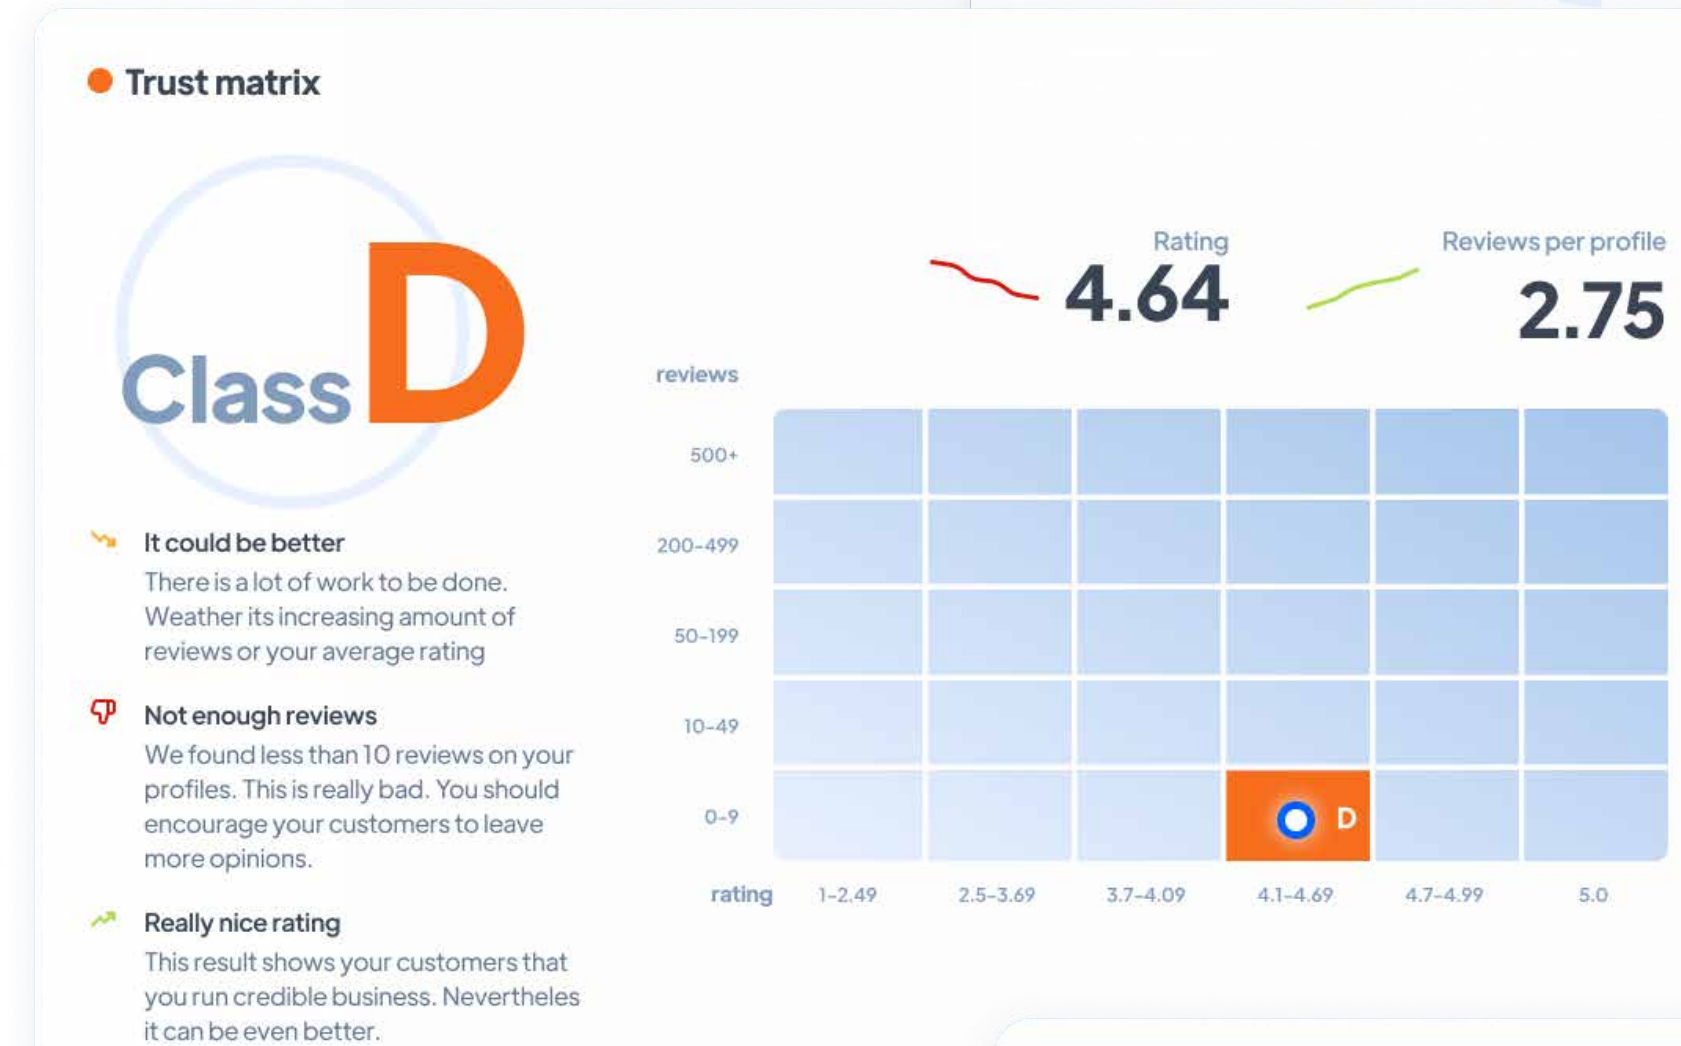 Trust matrix
Class D
It could be better
There is a lot of work to be done.
Weather its increasing amount of
reviews or your average rating
Not enough reviews
We found less than 10 reviews on your
profiles. This is really bad. You should
encourage your customers to leave
more opinions.
Really nice rating
This result shows your customers that
you run credible business. Nevertheles
it can be even better.
Rating
4.64
Reviews per profile
2.75
reviews
500+
200-499
50-199
10-49
0-9
D
rating 1-2.49 2.5-3.69 3.7-4.09 4.1-4.69 4.7-4.99 5.0